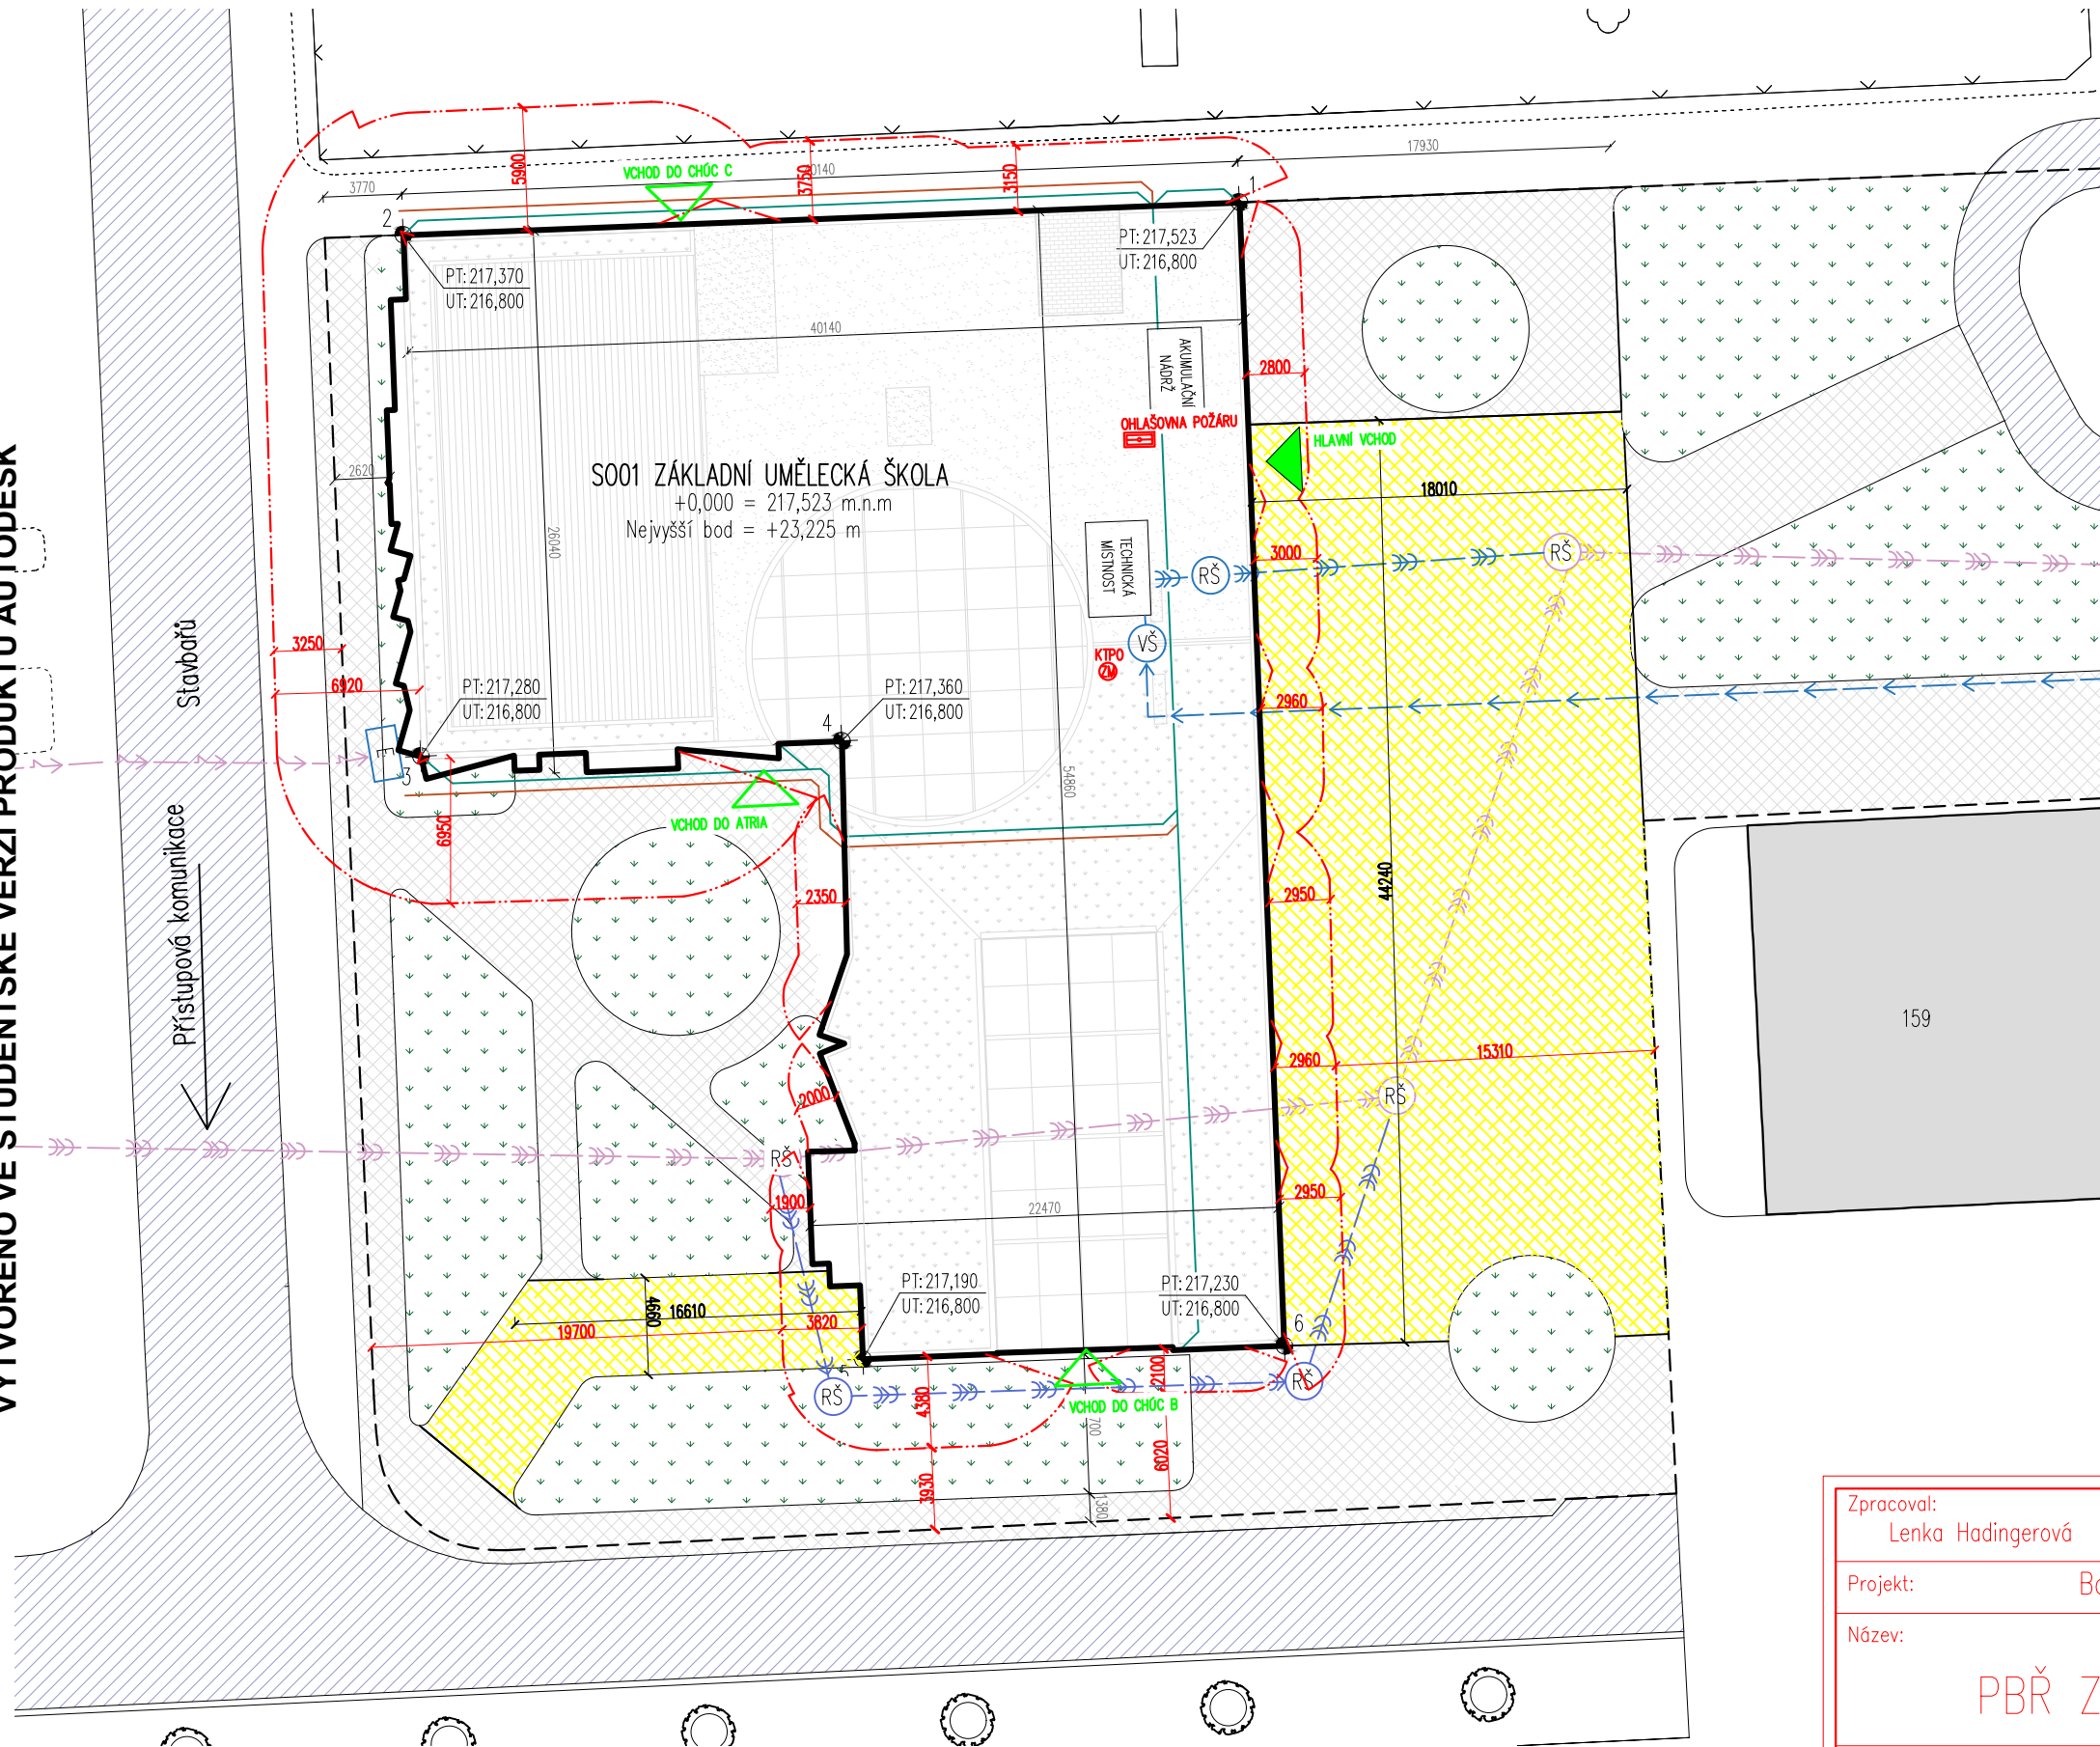 VYTVOŘENO VE STUDENTSKÉ VERZI PRODUKTU AUTODESK
17930
40140
3770
5900
VCHOD DO CHÚC C
3750
3150
1
2
PT: 217,523
UT: 216,800
PT: 217,370
UT: 216,800
40140
AKUMULAČNÍ
NÁDRŽ
2800
OHLAŠOVNA POŽÁRU
HLAVNÍ VCHOD
2620
SO01 ZÁKLADNÍ UMĚLECKÁ ŠKOLA
+0,000 = 217,523 m.n.m
Nejvyšší bod = +23,225 m
18010
26040
TECHNICKÁ
MÍSTNOST
3000
RŠ
RŠ
Stavbařů
3250
VŠ
KTPO
ZM
6920
PT: 217,280
UT: 216,800
PT: 217,360
UT: 216,800
2960
4
E
3
54860
6950
VCHOD DO ATRIA
Přístupová komunikace
2350
2950
44240
159
2960
15310
2000
RŠ
RŠ
1900
2950
22470
PT: 217,190
UT: 216,800
PT: 217,230
UT: 216,800
4660
16610
19700
3820
6
5
2100
RŠ
RŠ
4380
VCHOD DO CHÚC B
700
6020
3930
1380
Zpracoval:
Lenka Hadingerová
Projekt:
Název:
PBŘ